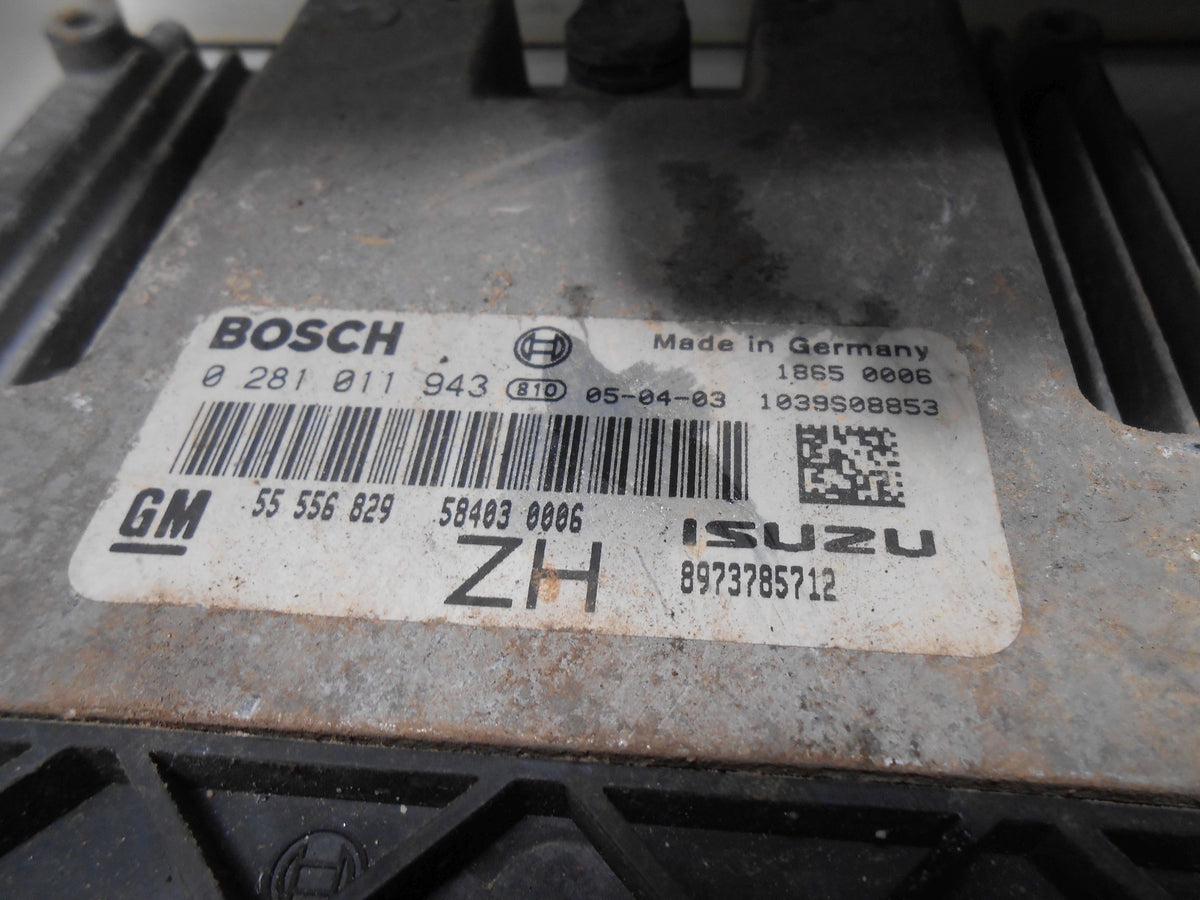 BOSCH
Made in Germany
1865 0006
0 281 011 943 810 05-04-03 1039S08853
GM 55 556 829 58403 0006
ISUZU
ZH
8973785712